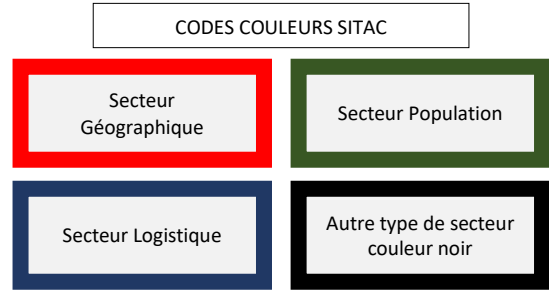 CODES COULEURS SITAC
Secteur
Géographique
Secteur Population
Secteur Logistique
Autre type de secteur
couleur noir